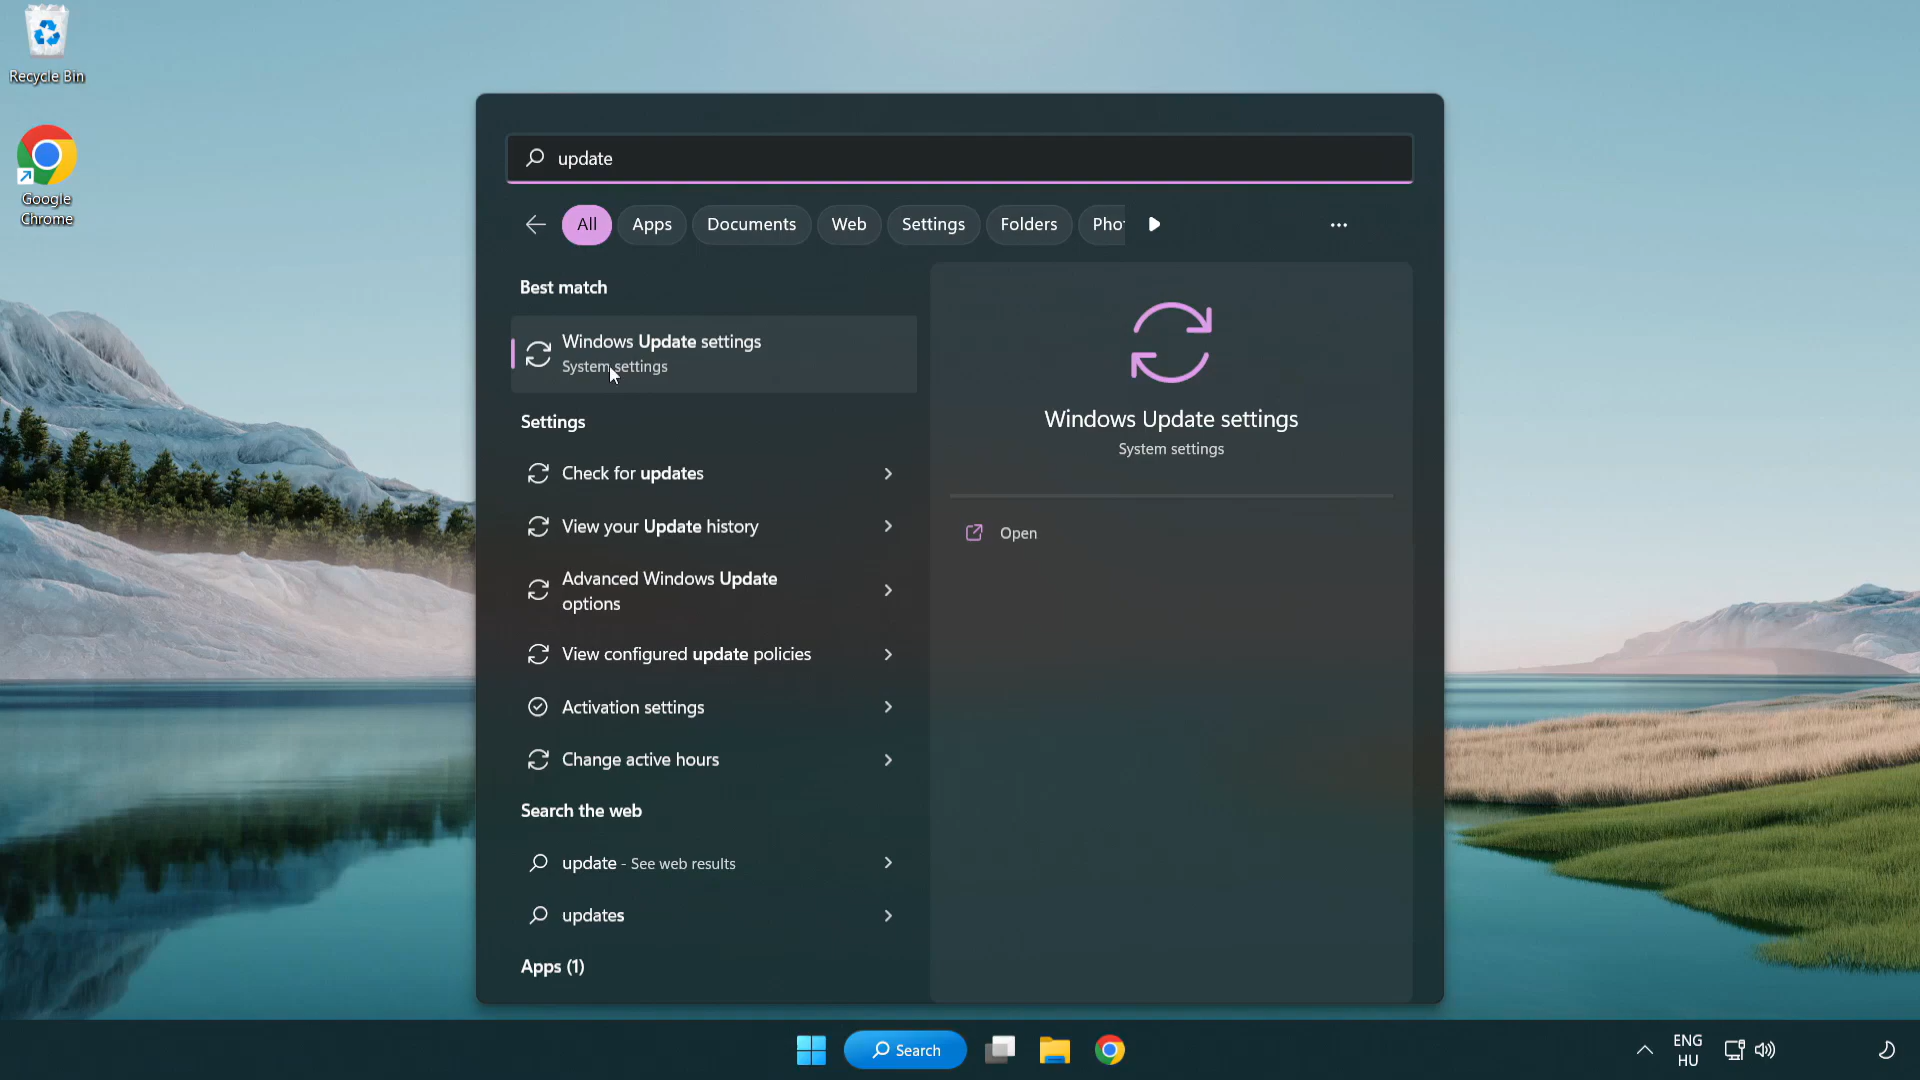 Recycle Bin
Google
Chrome
update
All
Apps
Documents
Web
Settings
Folders
Pho
Best match
Windows Update settings
System settings
Settings
Check for updates
View your Update history
Advanced Windows Update
options
View configured update policies
Activation settings
Change active hours
Search the web
update - See web results
updates
Apps (1)
Windows Update settings
System settings
Open
Search
ENG
HU